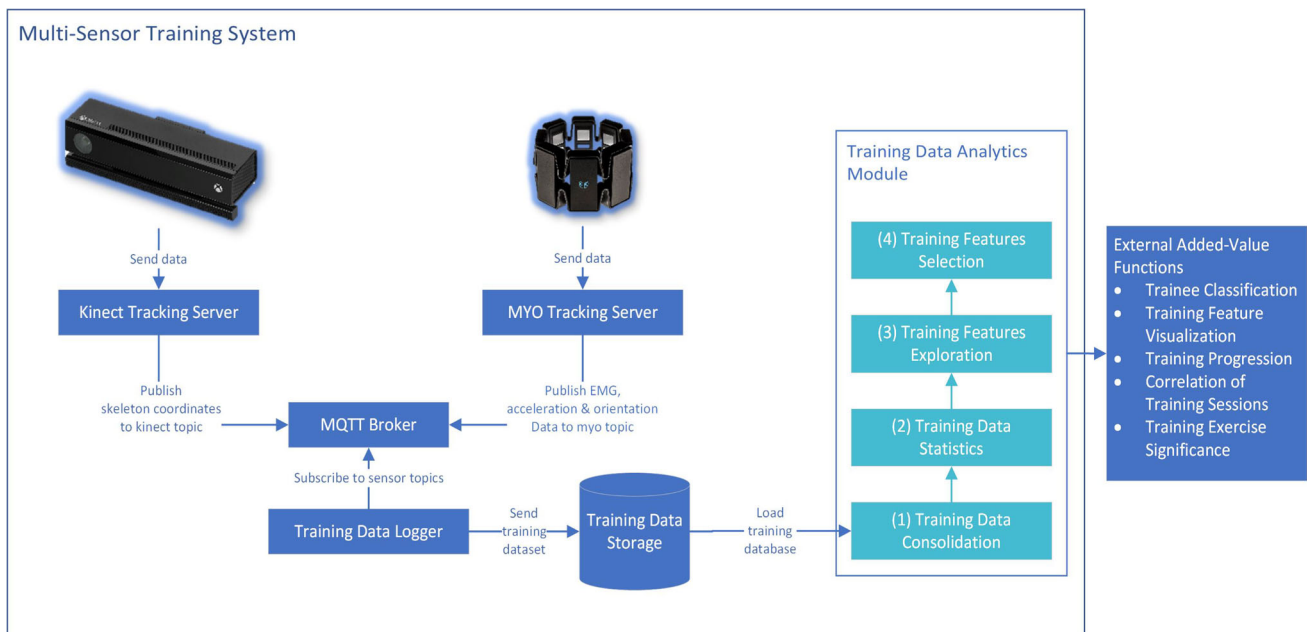 Multi-Sensor Training System
Send data
Kinect Tracking Server
Publish
skeleton coordinates
to kinect topic
Send data
MYO Tracking Server
Publish EMG,
acceleration & orientation
Data to myo topic
MQTT Broker
Subscribe to sensor topics
Training Data Logger
Send
training
dataset
Training Data
Storage
Load
training
database
Training Data Analytics
Module
(4) Training Features
Selection
(3) Training Features
Exploration
(2) Training Data
Statistics
(1) Training Data
Consolidation
External Added-Value
Functions
• Trainee Classification
• Training Feature
Visualization
• Training Progression
• Correlation of
Training Sessions
• Training Exercise
Significance